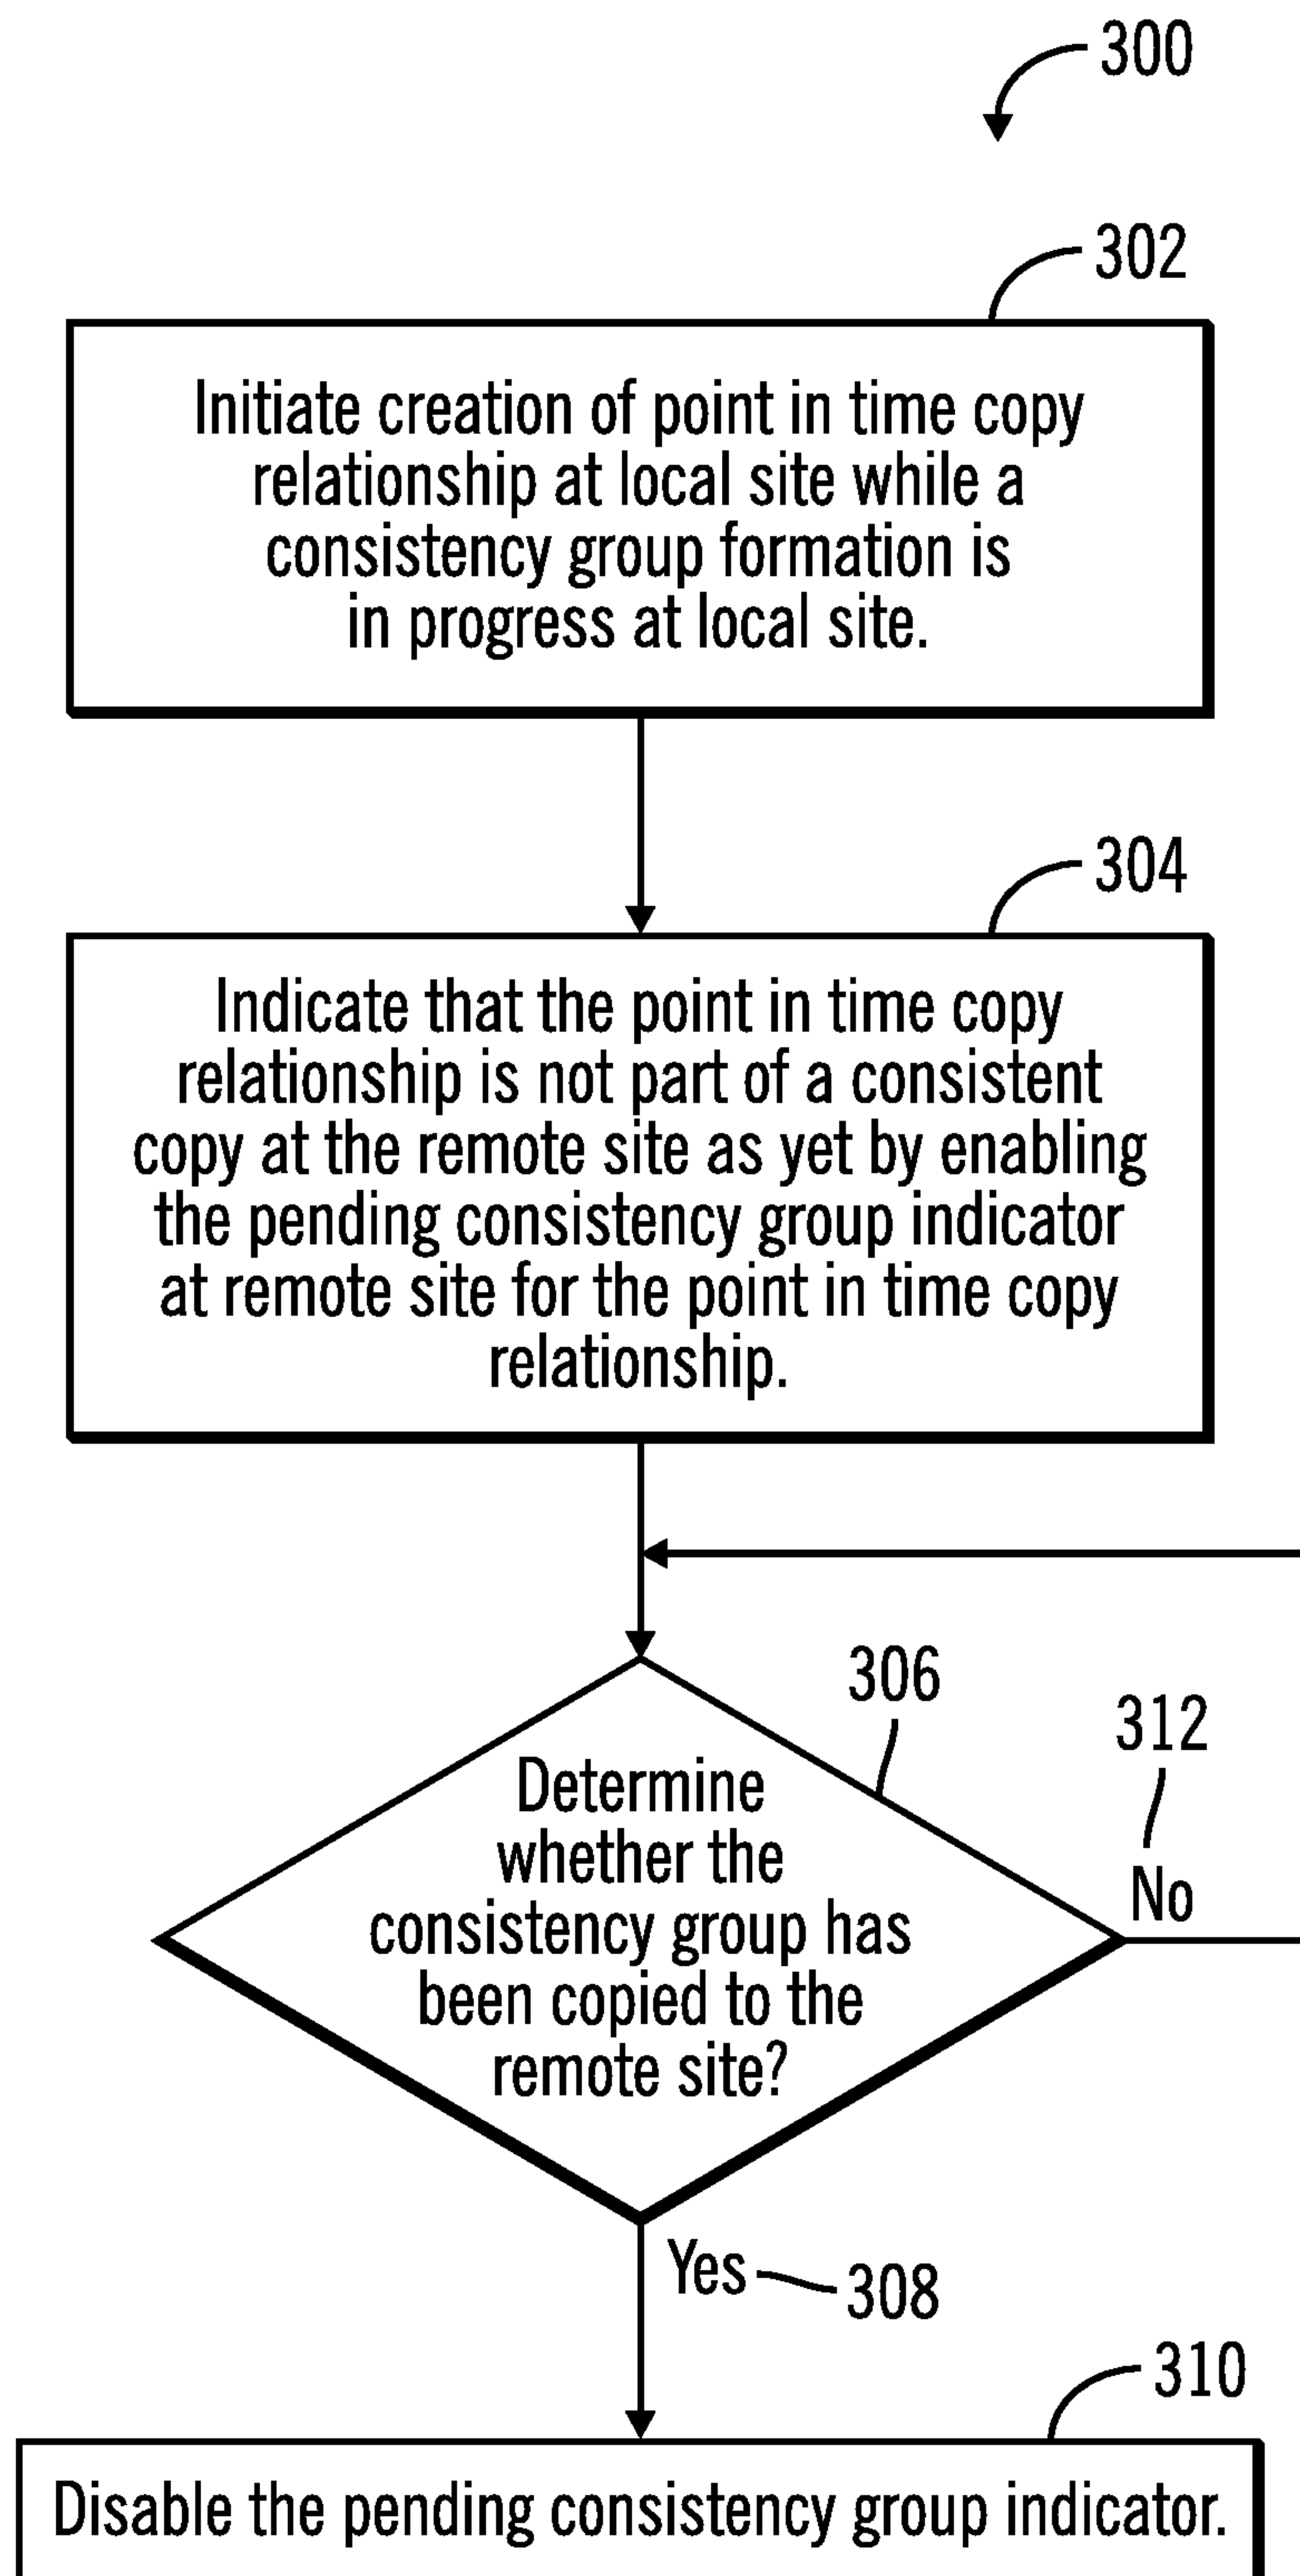 300
302
Initiate creation of point in time copy
relationship at local site while a
consistency group formation is
in progress at local site.
304
Indicate that the point in time copy
relationship is not part of a consistent
copy at the remote site as yet by enabling
the pending consistency group indicator
at remote site for the point in time copy
relationship.
306
312
Determine
whether the
consistency group has
been copied to the
remote site?
No
Yes
308
310
Disable the pending consistency group indicator.